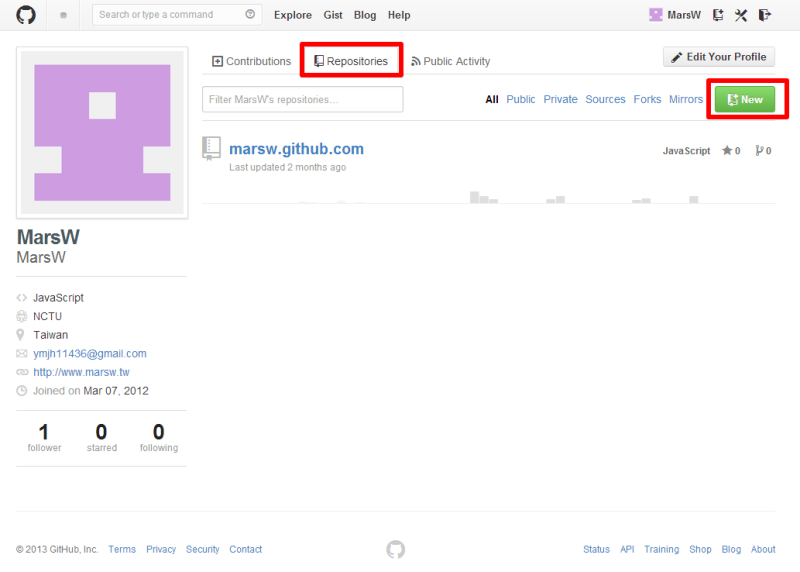 Search or type a command
Explore Gist Blog Help
MarsW
Contributions Repositories Public Activity
Edit Your Profile
Filter MarsW's repositories...
All Public Private Sources Forks Mirrors
New
marsw.github.com
Last updated 2 months ago
JavaScript 0 0
MarsW
MarsW
JavaScript
NCTU
Taiwan
ymjh11436@gmail.com
http://www.marsw.tw
Joined on Mar 07, 2012
1 0 0
follower starred following
© 2013 GitHub, Inc. Terms Privacy Security Contact
Status API Training Shop Blog About